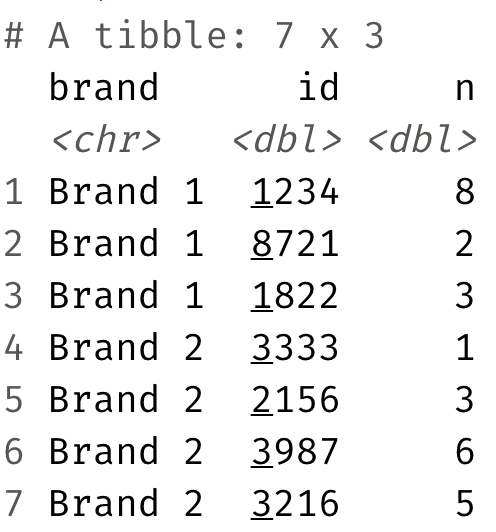 # A tibble: 7 x 3
brand id n
<chr> <dbl> <dbl>
1 Brand 1 1234 8
2 Brand 1 8721 2
3 Brand 1 1822 3
4 Brand 2 3333 1
5 Brand 2 2156 3
6 Brand 2 3987 6
7 Brand 2 3216 5